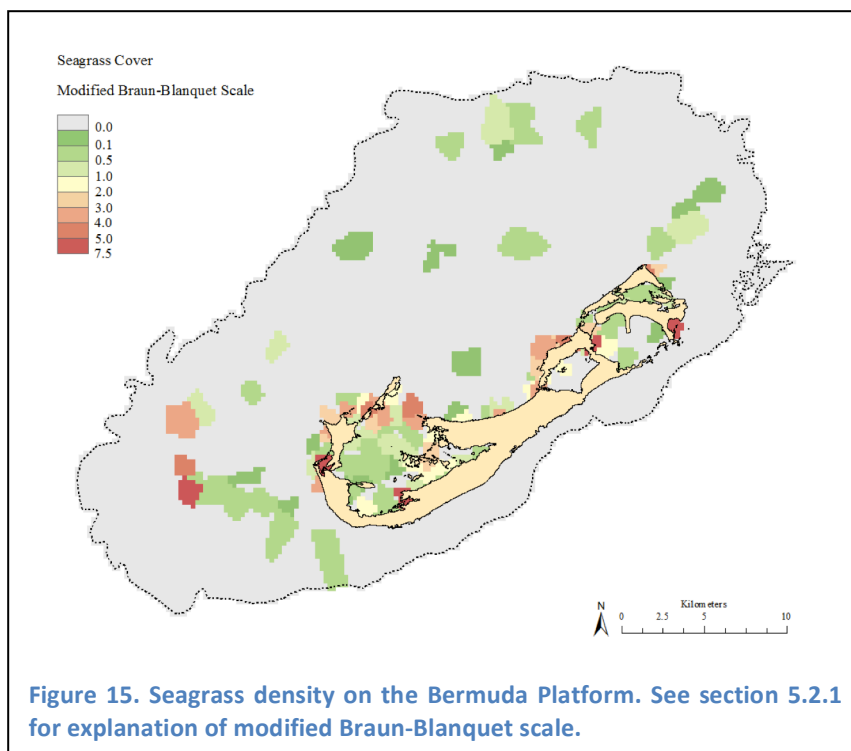 Seagrass Cover
Modified Braun-Blanquet Scale
0.0
0.1
0.5
1.0
2.0
3.0
4.0
5.0
7.5
N
Kilometers
0 2.5 5 10
Figure 15. Seagrass density on the Bermuda Platform. See section 5.2.1
for explanation of modified Braun-Blanquet scale.